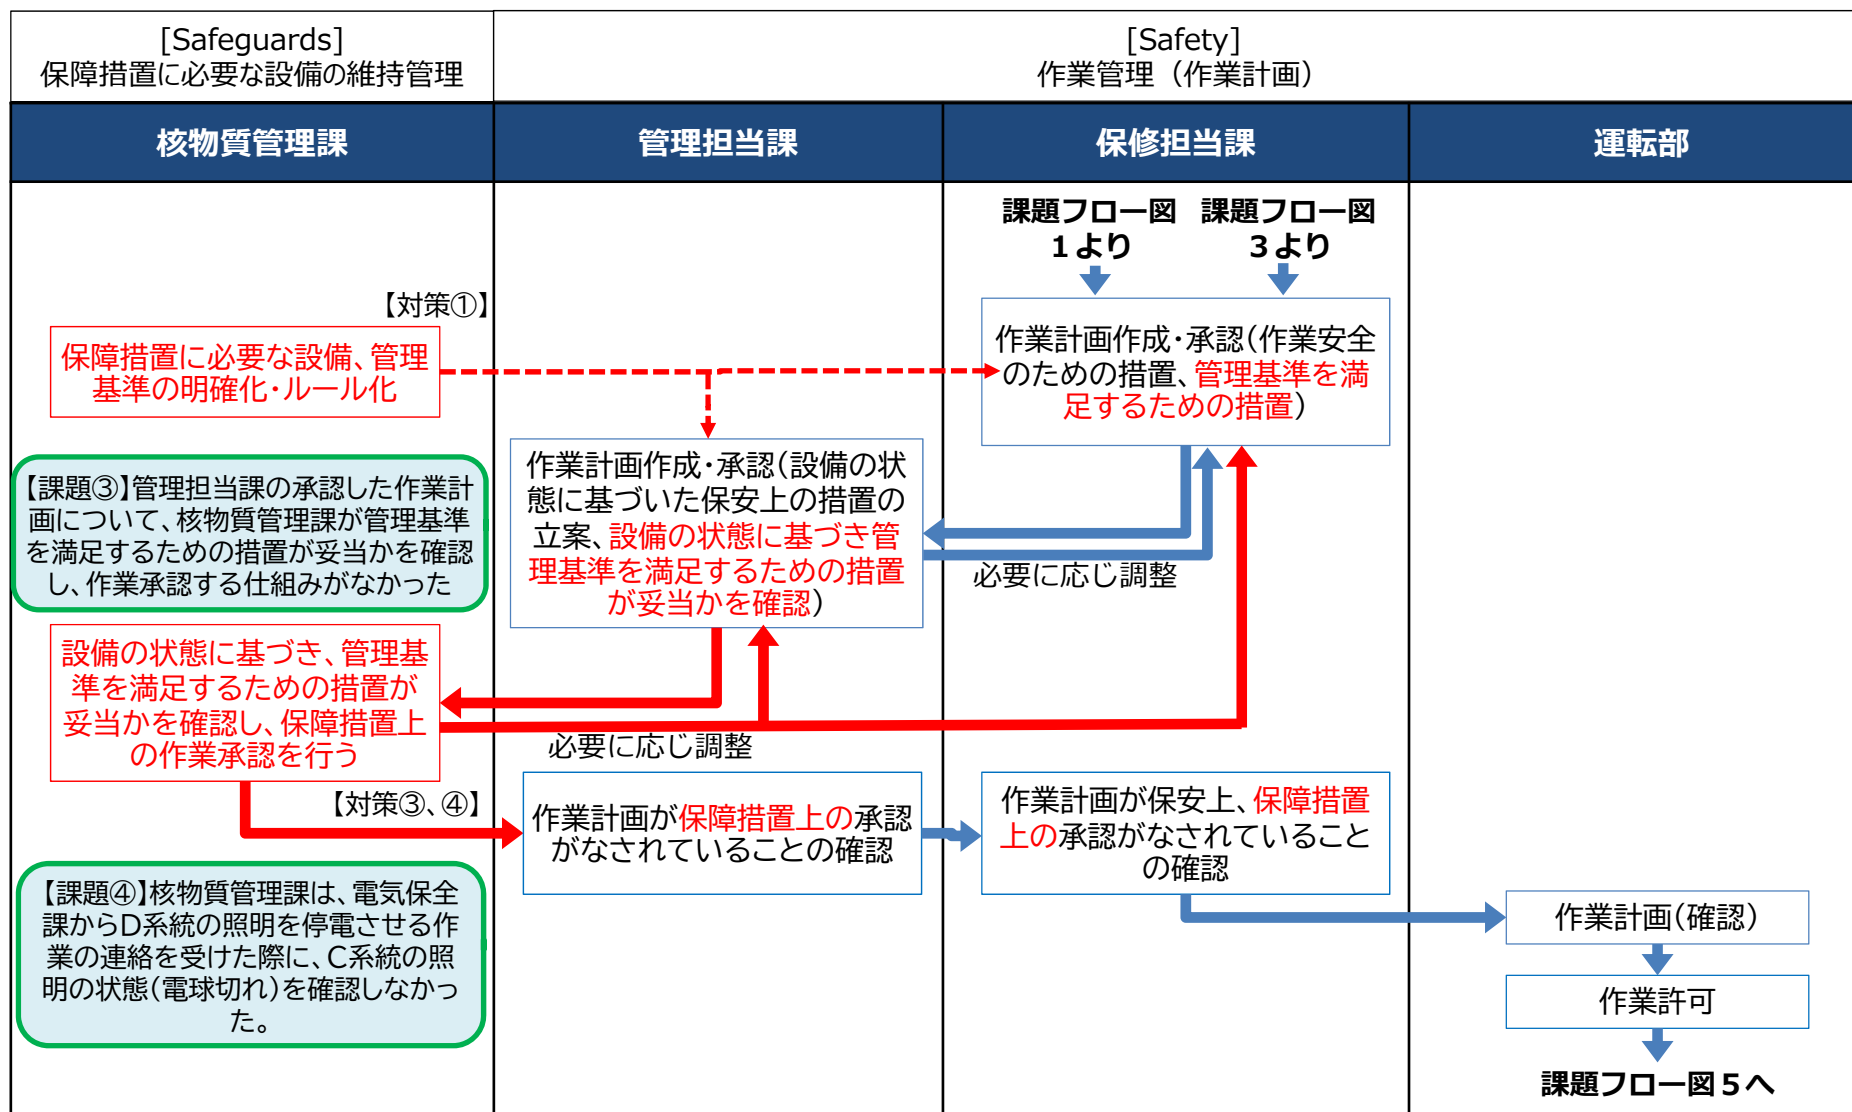 [Safeguards]
保障措置に必要な設備の維持管理
[Safety]
作業管理（作業計画）
核物質管理課
管理担当課
保修担当課
運転部
課題フロー図
１より
課題フロー図
３より
【対策①】
保障措置に必要な設備、管理
基準の明確化・ルール化
作業計画作成・承認（作業安全
のための措置、管理基準を満
足するための措置）
【課題③】管理担当課の承認した作業計
画について、核物質管理課が管理基準
を満足するための措置が妥当かを確認
し、作業承認する仕組みがなかった
作業計画作成・承認（設備の状
態に基づいた保安上の措置の
立案、設備の状態に基づき管
理基準を満足するための措置
が妥当かを確認）
必要に応じ調整
設備の状態に基づき、管理基
準を満足するための措置が
妥当かを確認し、保障措置上
の作業承認を行う
必要に応じ調整
【対策③、④】
作業計画が保障措置上の承認
がなされていることの確認
作業計画が保安上、保障措置
上の承認がなされていること
の確認
【課題④】核物質管理課は、電気保全
課からD系統の照明を停電させる作
業の連絡を受けた際に、C系統の照
明の状態（電球切れ）を確認しなかっ
た。
作業計画（確認）
作業許可
課題フロー図５へ